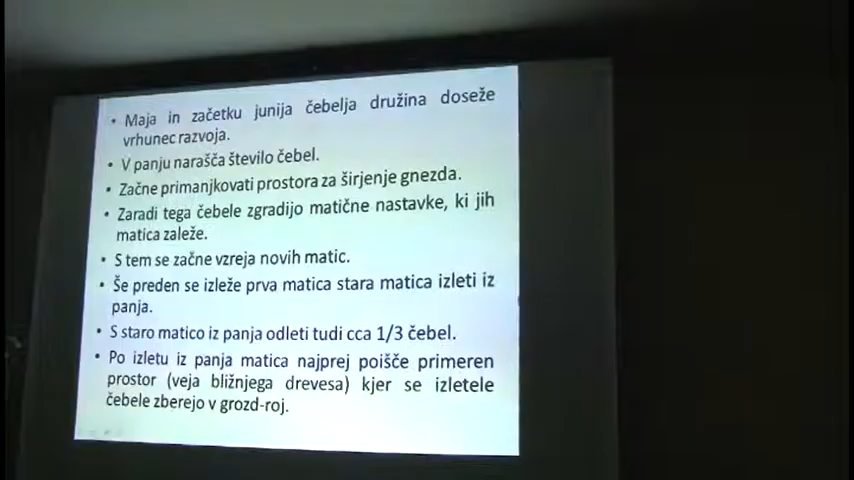 • Maja in začetku junija čebelja družina doseže
vrhunec razvoja.
• V panju narašča število čebel.
• Začne primanjkovati prostora za širjenje gnezda.
• Zaradi tega čebele zgradijo matične nastavke, ki jih
matica zaleže.
• S tem se začne vzreja novih matic.
• Še preden se izleže prva matica stara matica izleti iz
panja.
• S staro matico iz panja odleti tudi cca 1/3 čebel.
• Po izletu iz panja matica najprej poišče primeren
prostor (veja bližnjega drevesa) kjer se izletele
čebele zberejo v grozd-roj.